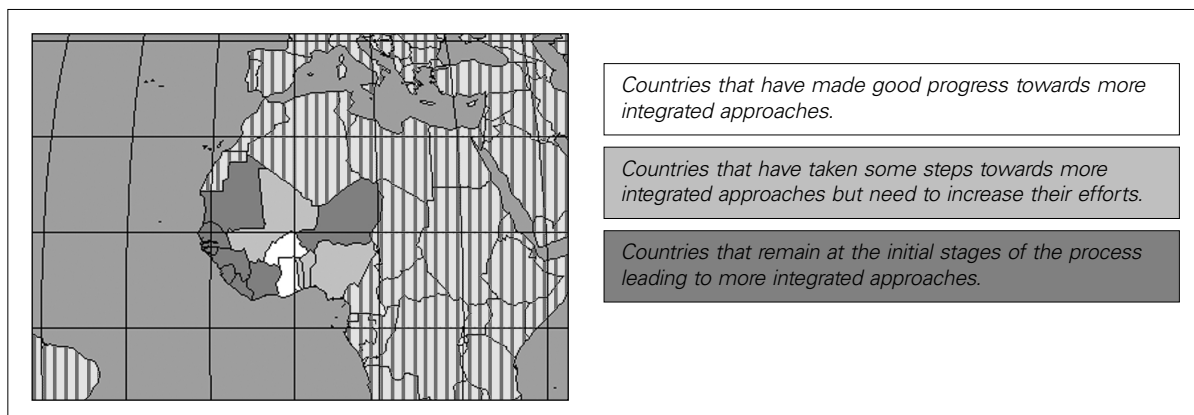 Countries that have made good progress towards more
integrated approaches.
Countries that have taken some steps towards more
integrated approaches but need to increase their efforts.
Countries that remain at the initial stages of the process
leading to more integrated approaches.